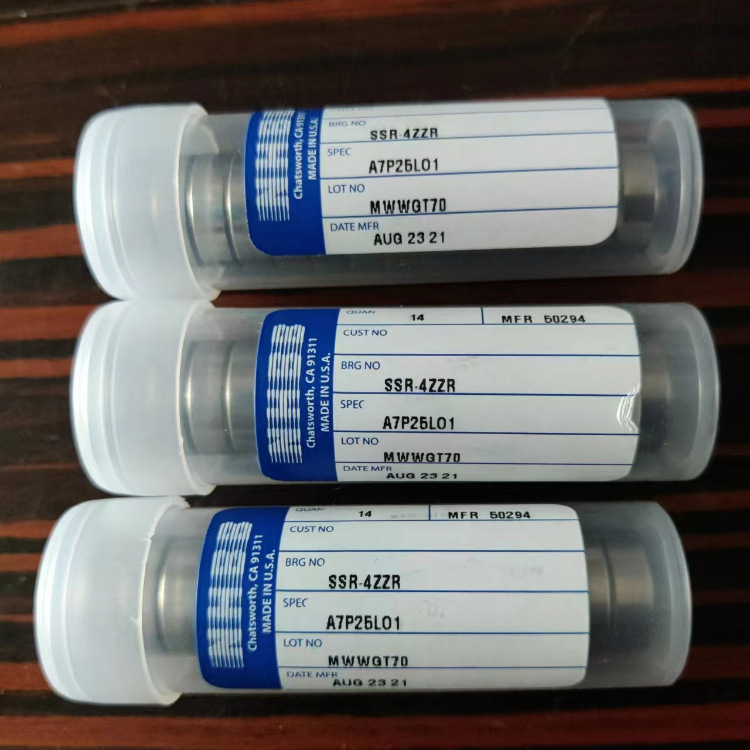 NHBB
Chatsworth, CA 91311
MADE IN U.S.A.
BRG NO SSR-4ZZR
SPEC A7P25LO1
LOT NO MWWGT70
DATE MFR AUG 23 21
NHBB
Chatsworth, CA 91311
MADE IN U.S.A.
QUAN 14 MFR 50294
CUST NO
BRG NO SSR-4ZZR
SPEC A7P25LO1
LOT NO MWWGT70
DATE MFR AUG 23 21
NHBB
Chatsworth, CA 91311
MADE IN U.S.A.
QUAN 14 MFR 50294
CUST NO
BRG NO SSR-4ZZR
SPEC A7P25LO1
LOT NO MWWGT70
DATE MFR AUG 23 21